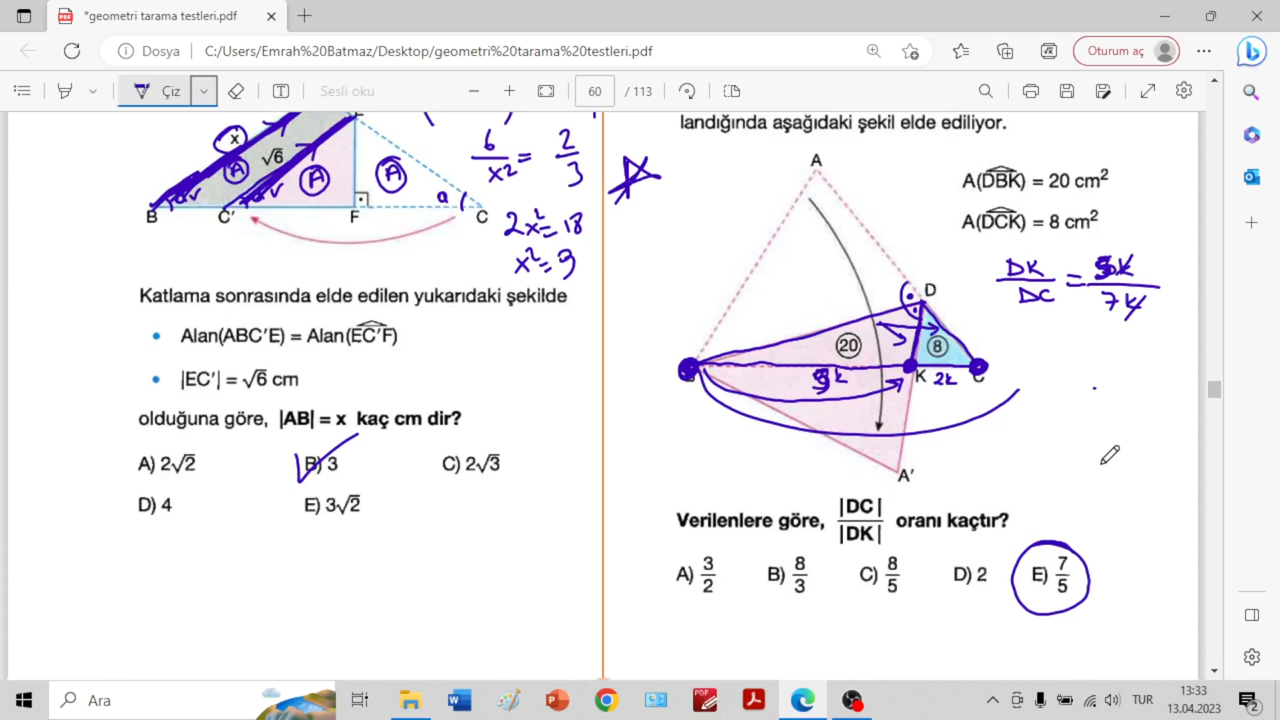 *geometri tarama testleri.pdf
Dosya
C:/Users/Emrah%20Batmaz/Desktop/geometri%20tarama%20testleri.pdf
Oturum aç
Çiz
Sesli oku
60 / 113
x
√6
A
A
A
B
C′
F
C
a
6/x2 = 2/3
2x²=18
x²=9
Katlama sonrasında elde edilen yukarıdaki şekilde
• Alan(ABC′E) = Alan(EC′F)
• |EC′| = √6 cm
olduğuna göre, |AB| = x kaç cm dir?
A) 2√2 B) 3 C) 2√3
D) 4 E) 3√2
landığında aşağıdaki şekil elde ediliyor.
A
A(DBK) = 20 cm²
A(DCK) = 8 cm²
DK/DC = 5k/7k
D
20
8
K
C
5k
2k
A′
Verilenlere göre, |DC|/|DK| oranı kaçtır?
A) 3/2 B) 8/3 C) 8/5 D) 2 E) 7/5
Ara
TUR
13:33
13.04.2023
2